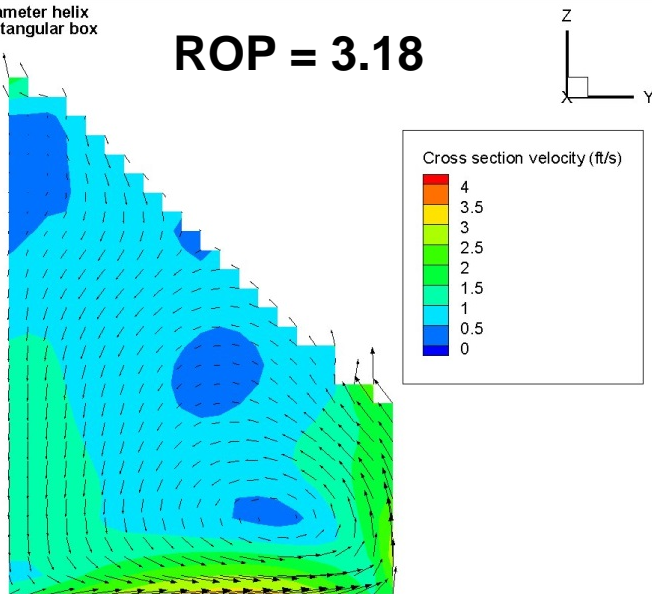 helix
tangular box
ROP = 3.18
Z
X
Y
Cross section velocity (ft/s)
4
3.5
3
2.5
2
1.5
1
0.5
0